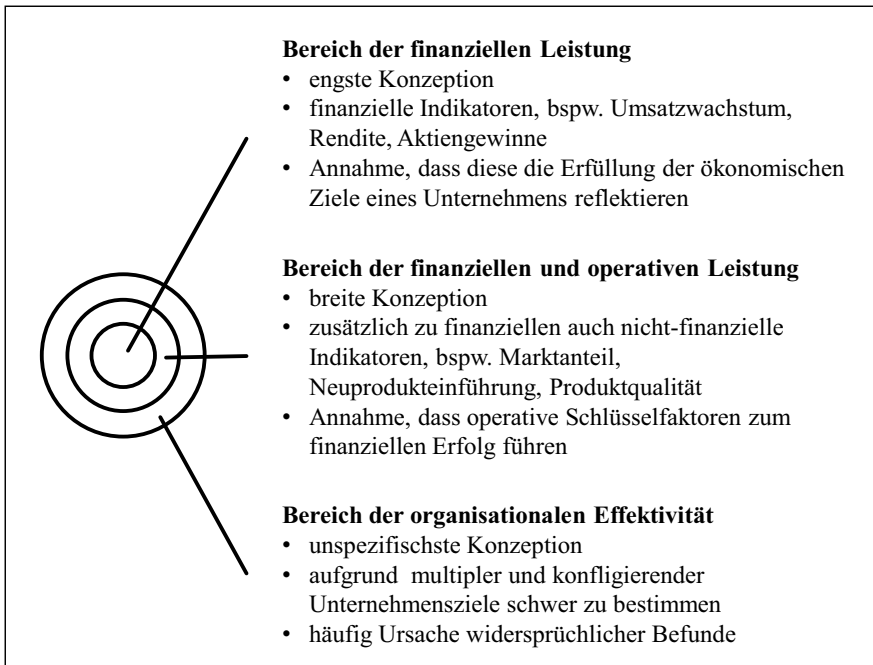 Bereich der finanziellen Leistung
• engste Konzeption
• finanzielle Indikatoren, bspw. Umsatzwachstum,
Rendite, Aktiengewinne
• Annahme, dass diese die Erfüllung der ökonomischen
Ziele eines Unternehmens reflektieren
Bereich der finanziellen und operativen Leistung
• breite Konzeption
• zusätzlich zu finanziellen auch nicht-finanzielle
Indikatoren, bspw. Marktanteil,
Neuprodukteinführung, Produktqualität
• Annahme, dass operative Schlüsselfaktoren zum
finanziellen Erfolg führen
Bereich der organisationalen Effektivität
• unspezifischste Konzeption
• aufgrund multipler und konfligierender
Unternehmensziele schwer zu bestimmen
• häufig Ursache widersprüchlicher Befunde